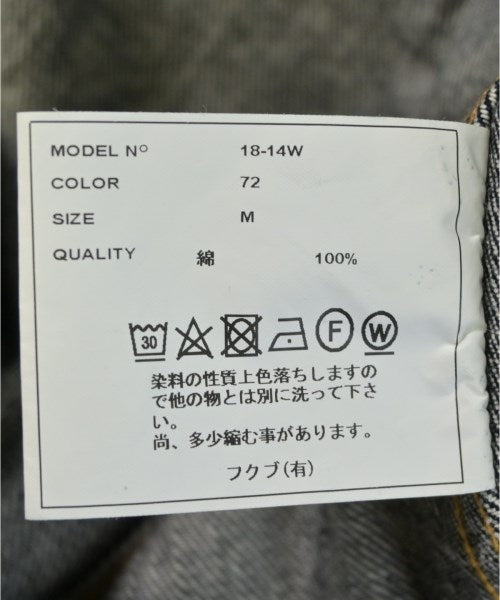 MODEL Nº 18-14W
COLOR 72
SIZE M
QUALITY 綿 100%
30 F W
染料の性質上色落ちしますの
で他の物とは別に洗って下さ
い。
尚、多少縮む事があります。
フクブ(有)